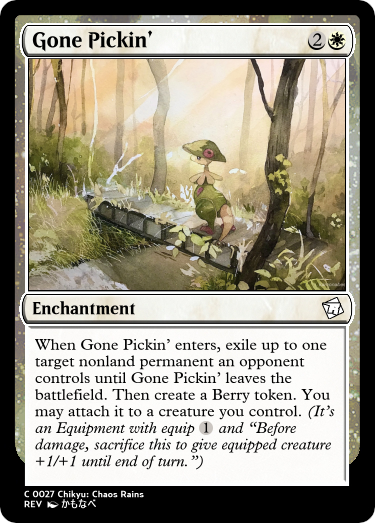 Gone Pickin' 2
Enchantment
When Gone Pickin' enters, exile up to one
target nonland permanent an opponent
controls until Gone Pickin' leaves the
battlefield. Then create a Berry token. You
may attach it to a creature you control. (It's
an Equipment with equip 1 and “Before
damage, sacrifice this to give equipped creature
+1/+1 until end of turn.”)
C 0027 Chikyu: Chaos Rains
REV かもなべ